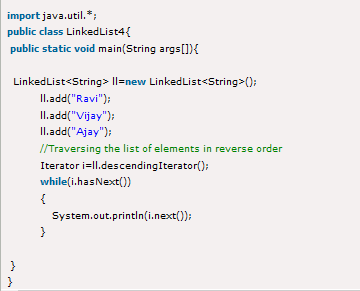 import java.util.*;
public class LinkedList4{
public static void main(String args[]){
LinkedList<String> ll=new LinkedList<String>();
ll.add("Ravi");
ll.add("Vijay");
ll.add("Ajay");
//Traversing the list of elements in reverse order
Iterator i=ll.descendingIterator();
while(i.hasNext())
{
System.out.println(i.next());
}
}
}